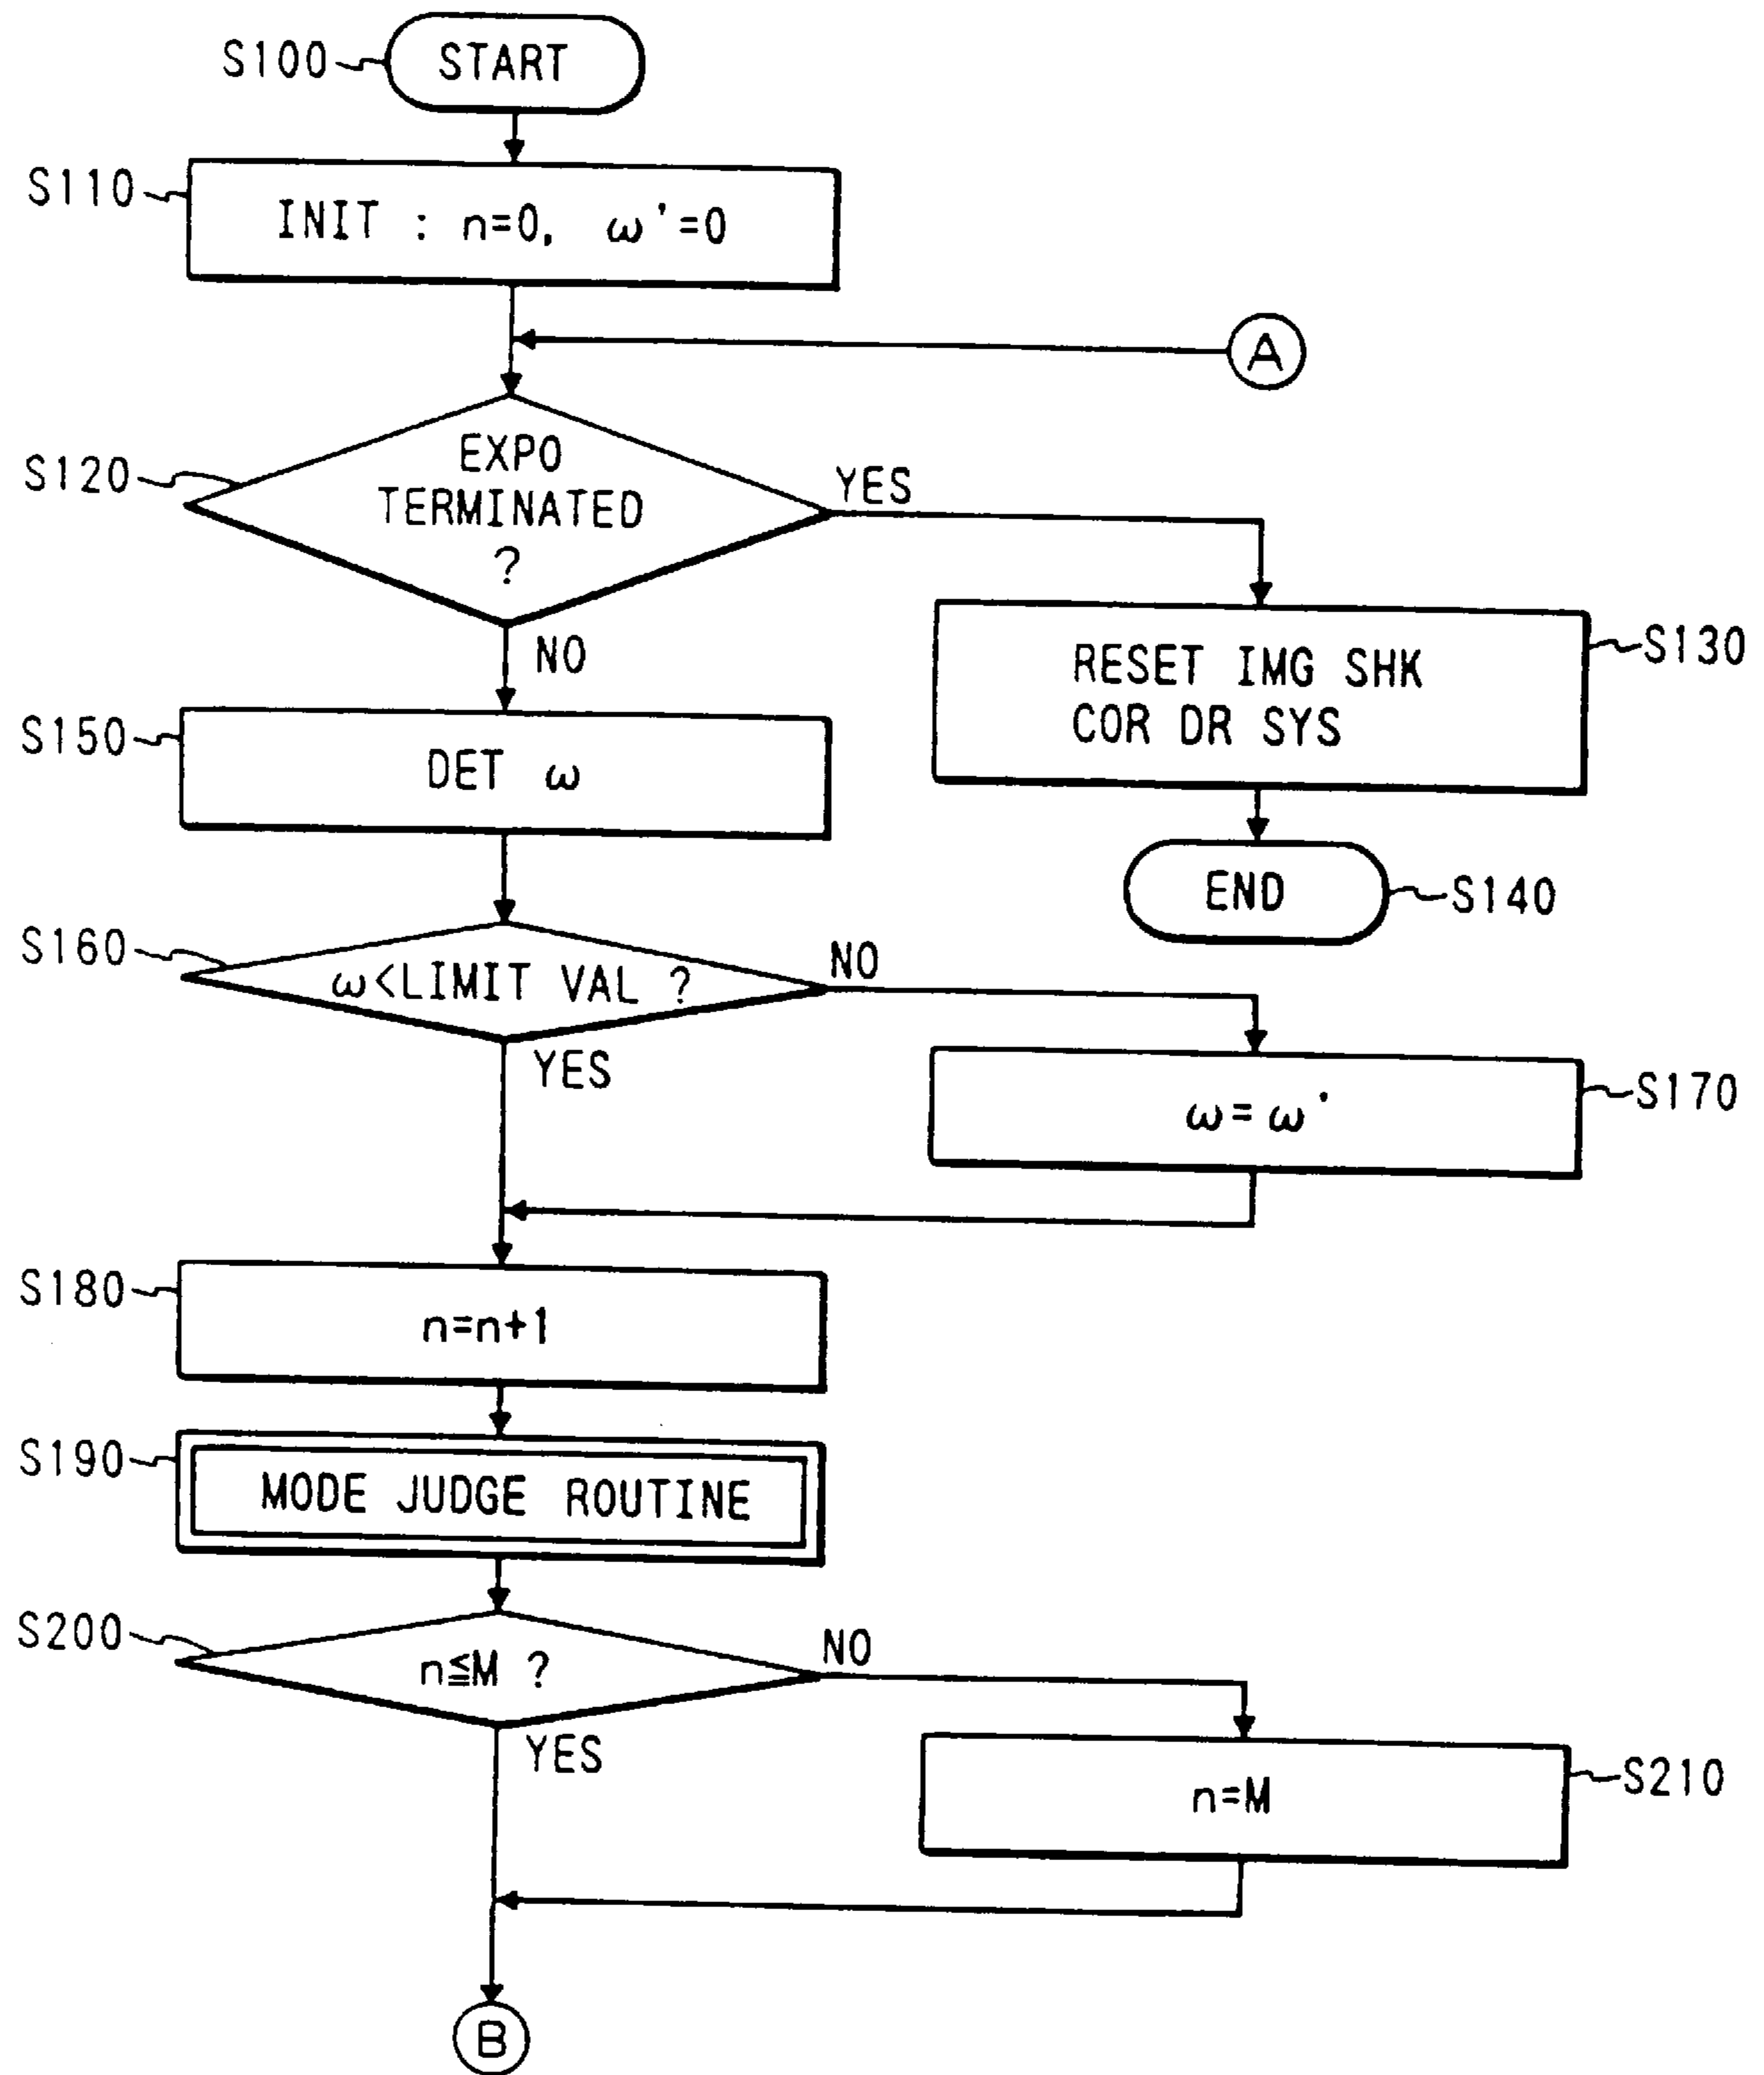 S100
START
S110
INIT : n=0, ω'=0
A
S120
EXPO
TERMINATED
?
YES
NO
S130
RESET IMG SHK
COR DR SYS
S150
DET ω
END
S140
S160
ω<LIMIT VAL ?
NO
YES
S170
ω=ω'
S180
n=n+1
S190
MODE JUDGE ROUTINE
S200
n≦M ?
NO
YES
S210
n=M
B